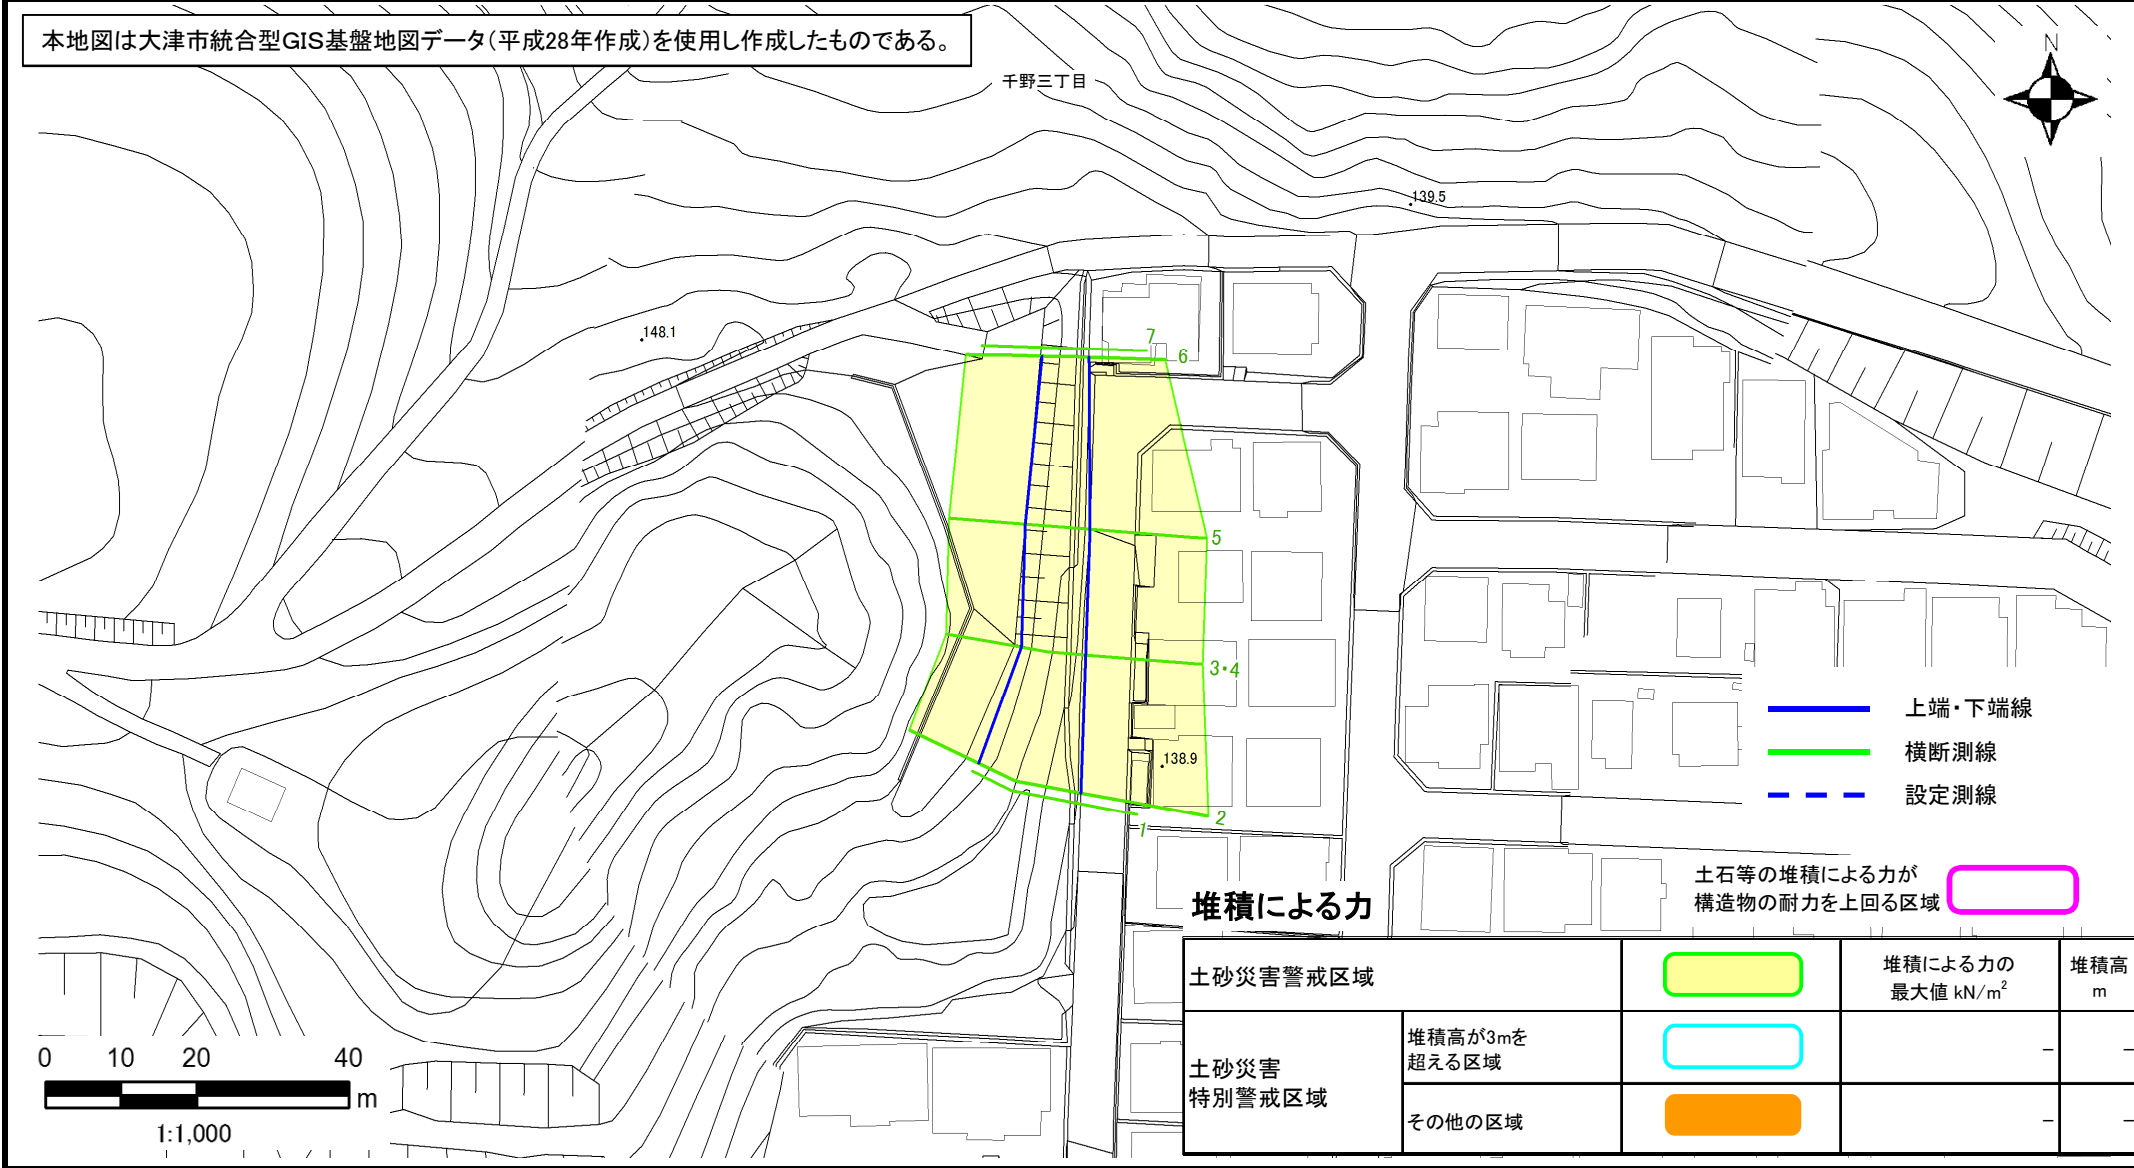 本地図は大津市統合型GIS基盤地図データ(平成28年作成)を使用し作成したものである。
千野三丁目
N
139.5
148.1
7
6
5
3・4
138.9
2
1
上端・下端線
横断測線
設定測線
土石等の堆積による力が
構造物の耐力を上回る区域
堆積による力
土砂災害警戒区域
堆積による力の
最大値 kN/m²
堆積高
m
土砂災害
特別警戒区域
堆積高が3mを
超える区域
-
-
その他の区域
-
-
0 10 20 40
m
1:1,000